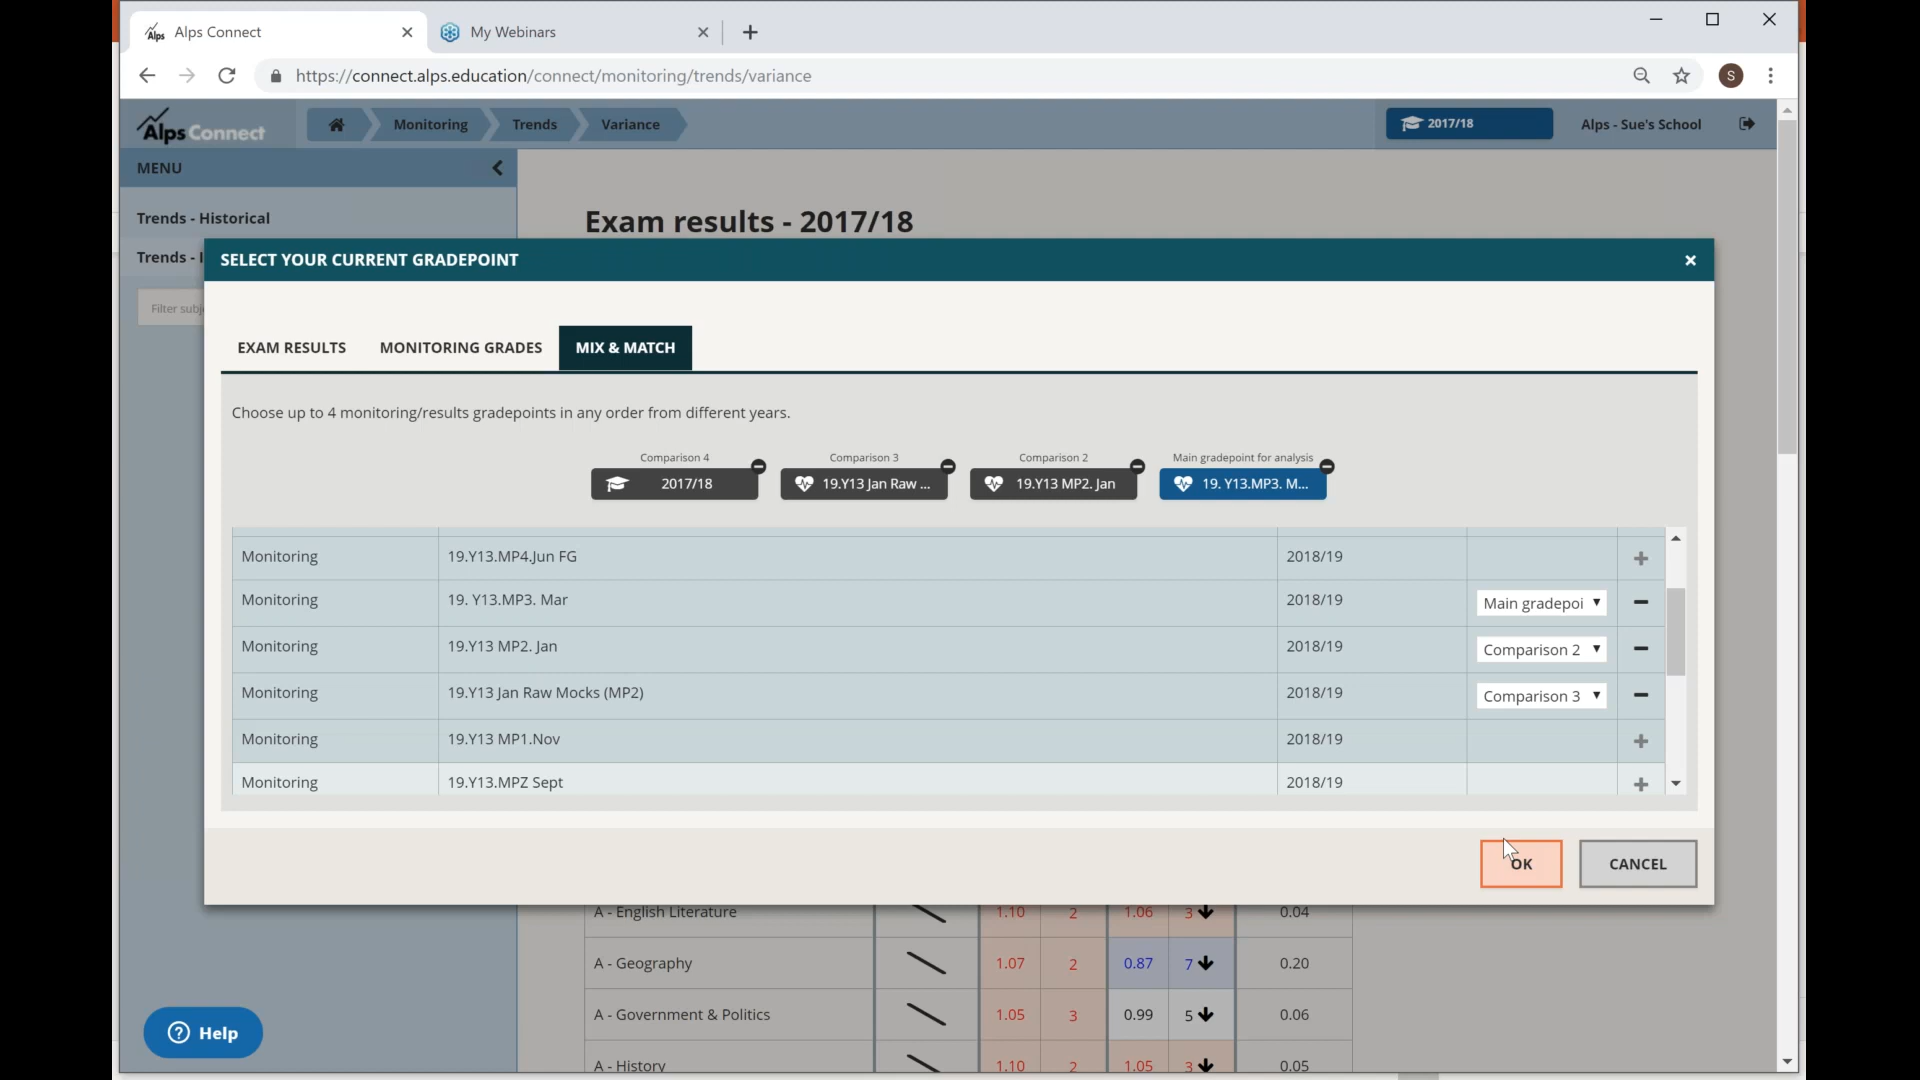 Alps Connect
My Webinars
https://connect.alps.education/connect/monitoring/trends/variance
S
Alps Connect
Monitoring
Trends
Variance
2017/18
Alps - Sue's School
MENU
Trends - Historical
Exam results - 2017/18
Trends - I
Filter subj
SELECT YOUR CURRENT GRADEPOINT
EXAM RESULTS
MONITORING GRADES
MIX & MATCH
Choose up to 4 monitoring/results gradepoints in any order from different years.
Comparison 4
Comparison 3
Comparison 2
Main gradepoint for analysis
2017/18
19.Y13 Jan Raw ...
19.Y13 MP2. Jan
19. Y13.MP3. M...
Monitoring 19.Y13.MP4.Jun FG 2018/19
Monitoring 19. Y13.MP3. Mar 2018/19 Main gradepoi
Monitoring 19.Y13 MP2. Jan 2018/19 Comparison 2
Monitoring 19.Y13 Jan Raw Mocks (MP2) 2018/19 Comparison 3
Monitoring 19.Y13 MP1.Nov 2018/19
Monitoring 19.Y13.MPZ Sept 2018/19
OK
CANCEL
A - English Literature 1.10 2 1.06 3 0.04
A - Geography 1.07 2 0.87 7 0.20
A - Government & Politics 1.05 3 0.99 5 0.06
A - History 1.10 2 1.05 3 0.05
Help